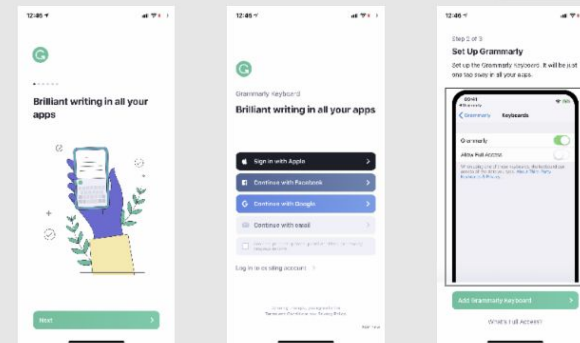 12:46
Brilliant writing in all your
apps
Next
12:46
Grammarly Keyboard
Brilliant writing in all your apps
Sign in with Apple
Continue with Facebook
Continue with Google
Continue with email
Log in to existing account
12:46
Step 2 of 3
Set Up Grammarly
Set up the Grammarly Keyboard. It will be just
one tap away in all your apps.
Grammarly Keyboards
Grammarly
Allow Full Access
Add Grammarly Keyboard
What's Full Access?